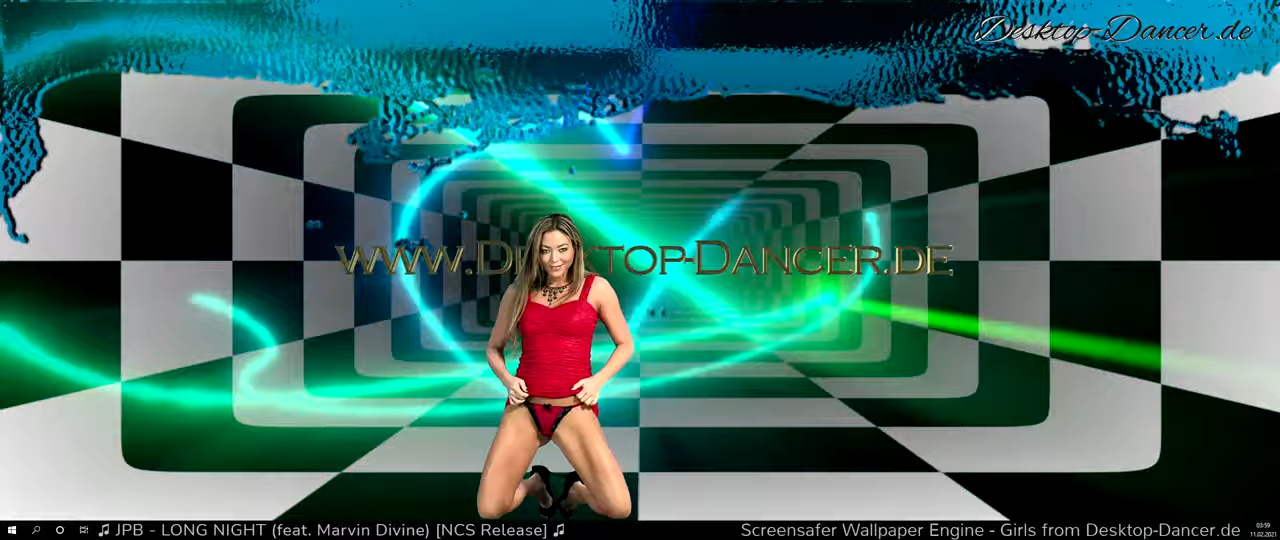 Desktop-Dancer.de
www.Desktop-Dancer.de
♫ JPB - LONG NIGHT (feat. Marvin Divine) [NCS Release] ♫
Screensafer Wallpaper Engine - Girls from Desktop-Dancer.de
03:59
11.02.2021